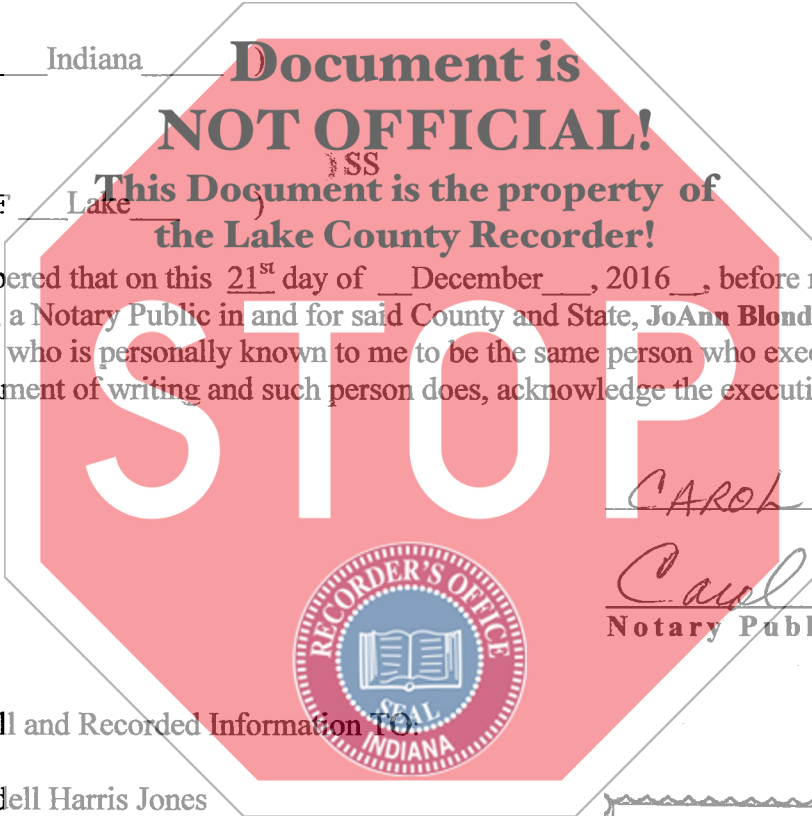 Indiana )
Document is
NOT OFFICIAL!
SS
This Document is the property of
Lake )
the Lake County Recorder!
ered that on this 21st day of December, 2016, before
a Notary Public in and for said County and State, JoAnn Blond
who is personally known to me to be the same person who exec
ment of writing and such person does, acknowledge the executi
STOP
CAROL
Carol
Notary Publ
RECORDER'S OFFICE
SEAL
INDIANA
ll and Recorded Information TO:
dell Harris Jones